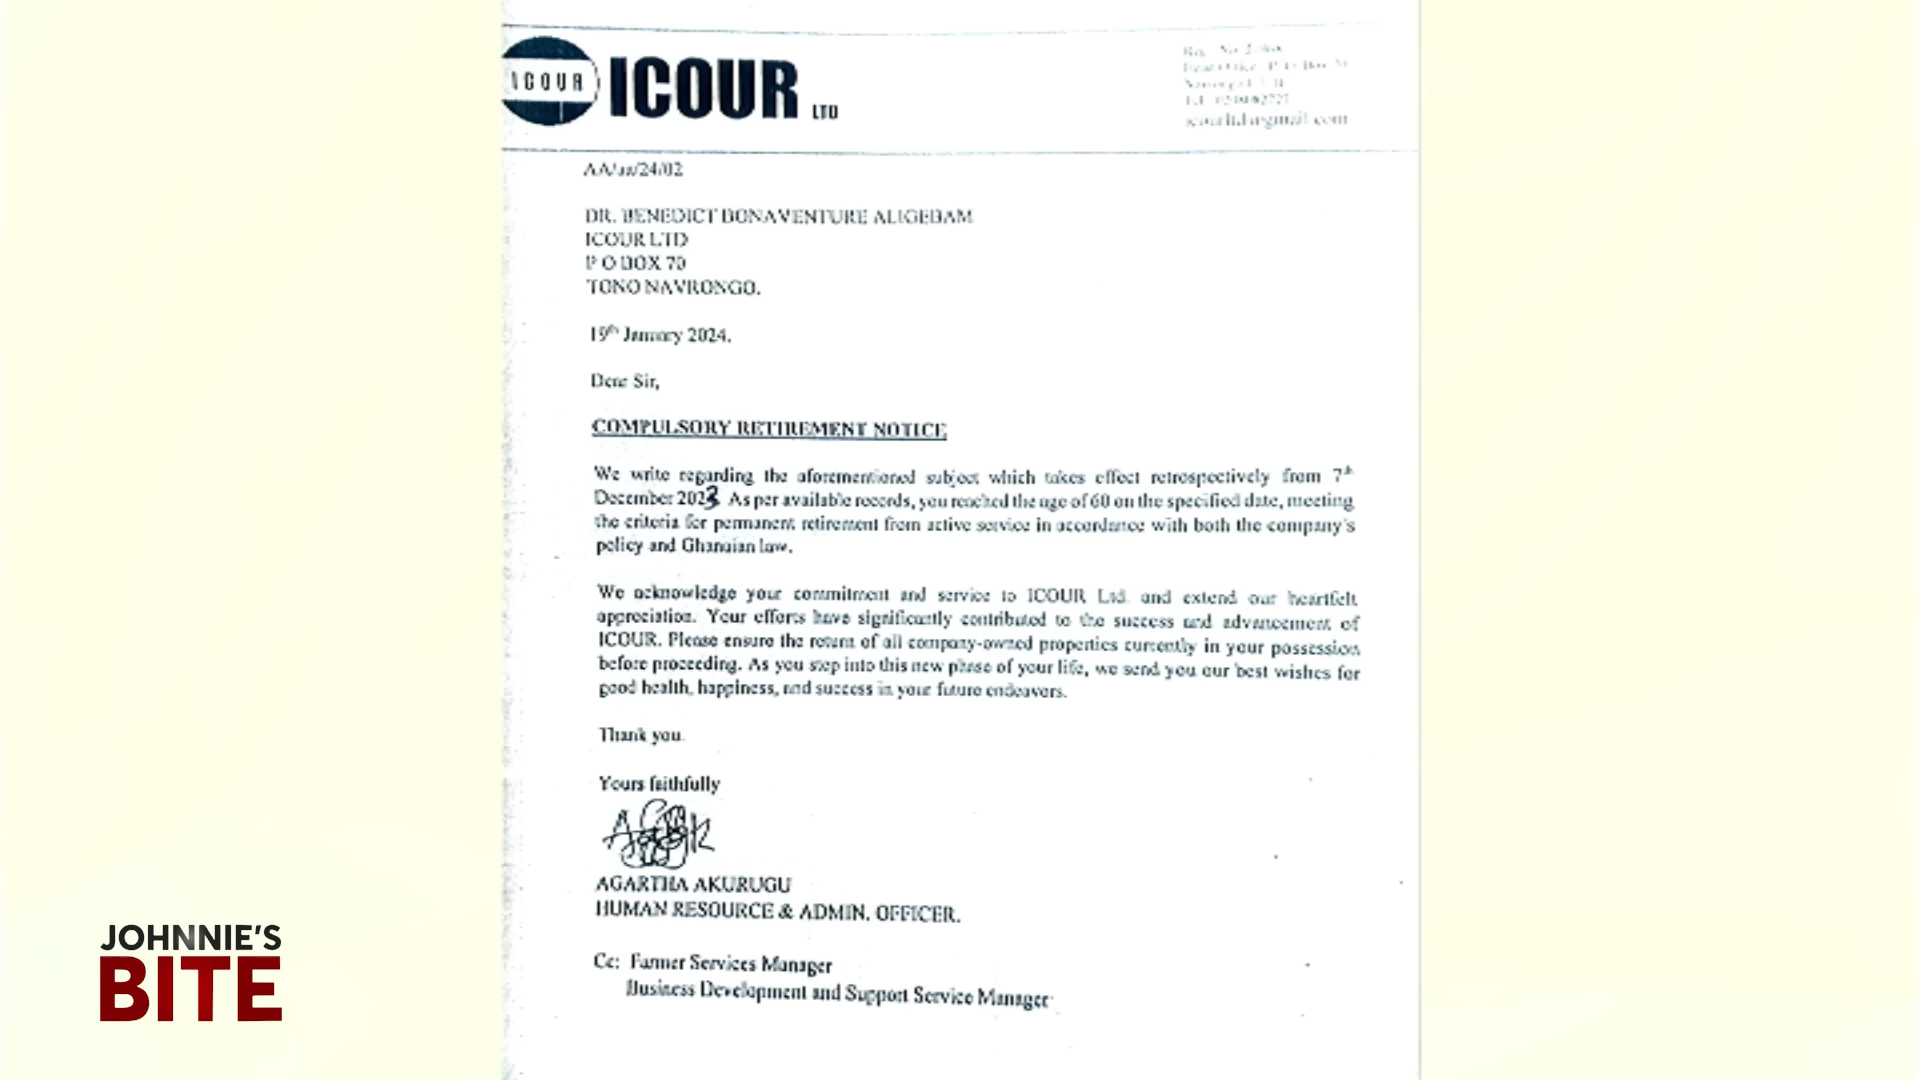 ICOUR
ICOUR LTD
icourltd@gmail.com
24/02
DR. BENEDICT BONAVENTURE ALIGEBAM
ICOUR LTD
P O BOX 70
TONO NAVRONGO.
19th January 2024.
Dear Sir,
COMPULSORY RETIREMENT NOTICE
We write regarding the aforementioned subject which takes effect retrospectively from 7th
December 2023. As per available records, you reached the age of 60 on the specified date, meeting
the criteria for permanent retirement from active service in accordance with both the company's
policy and Ghanaian law.
We acknowledge your commitment and service to ICOUR Ltd. and extend our heartfelt
appreciation. Your efforts have significantly contributed to the success and advancement of
ICOUR. Please ensure the return of all company-owned properties currently in your possession
before proceeding. As you step into this new phase of your life, we send you our best wishes for
good health, happiness, and success in your future endeavors.
Thank you.
Yours faithfully
AGARTHA AKURUGU
HUMAN RESOURCE & ADMIN. OFFICER.
Cc: Farmer Services Manager
Business Development and Support Service Manager
JOHNNIE'S
BITE